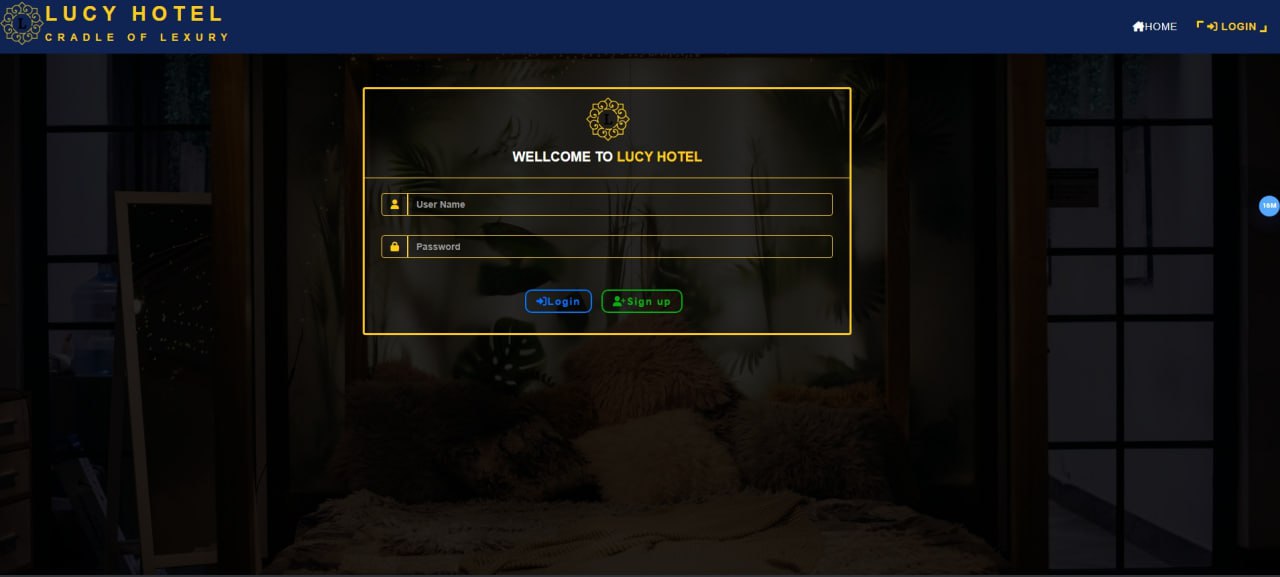 LUCY HOTEL
CRADLE OF LEXURY
HOME
LOGIN
L
WELLCOME TO LUCY HOTEL
User Name
Password
Login
Sign up
16M